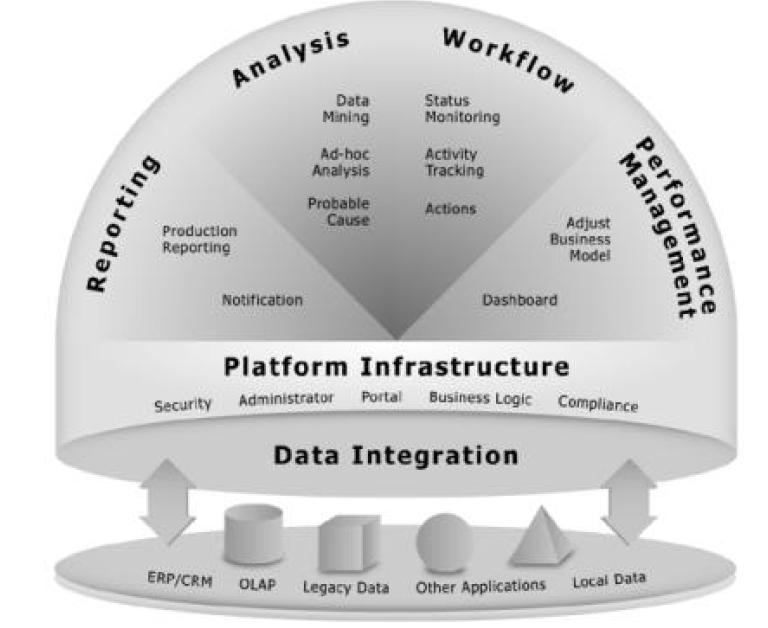 Analysis
Workflow
Reporting
Performance
Management
Data
Mining
Ad-hoc
Analysis
Probable
Cause
Status
Monitoring
Activity
Tracking
Actions
Production
Reporting
Notification
Adjust
Business
Model
Dashboard
Platform Infrastructure
Security Administrator Portal Business Logic Compliance
Data Integration
ERP/CRM OLAP Legacy Data Other Applications Local Data